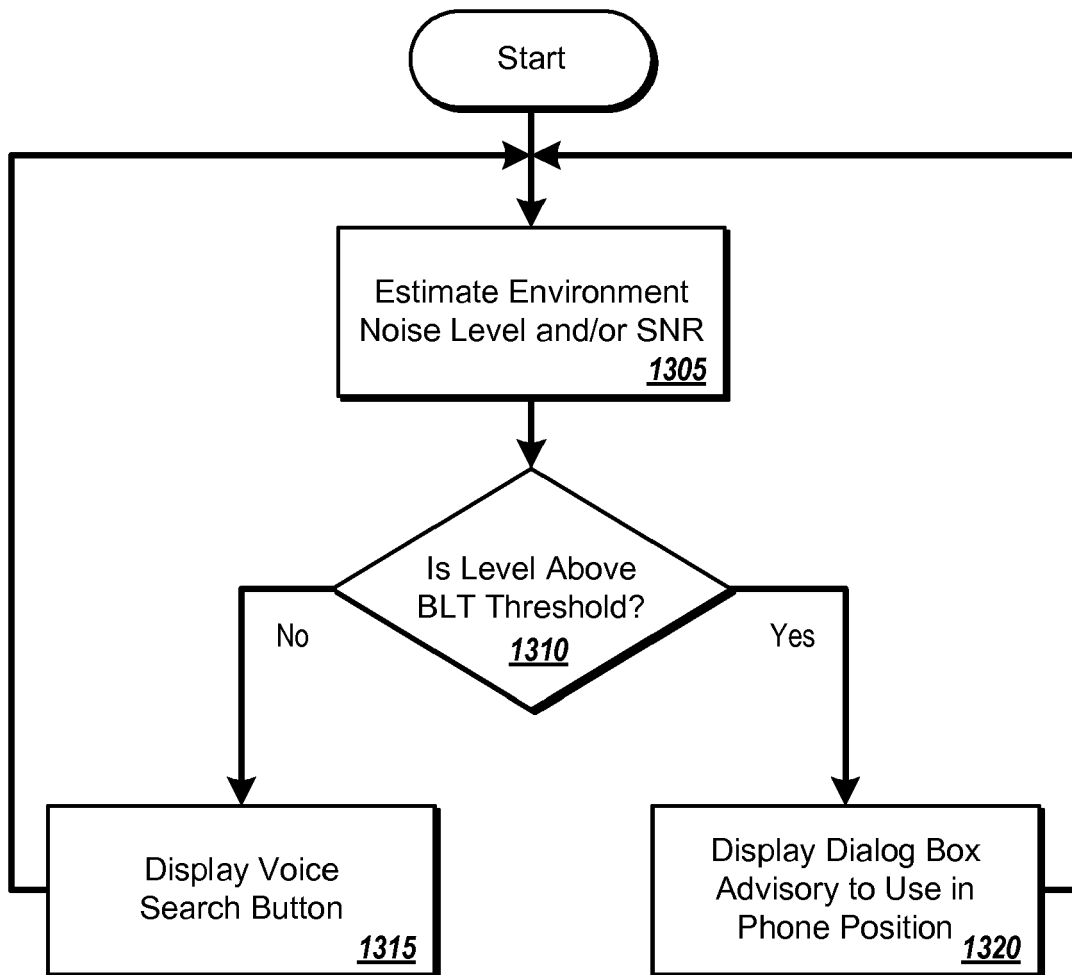 Start
Estimate Environment
Noise Level and/or SNR
1305
Is Level Above
BLT Threshold?
1310
No
Yes
Display Voice
Search Button
1315
Display Dialog Box
Advisory to Use in
Phone Position
1320